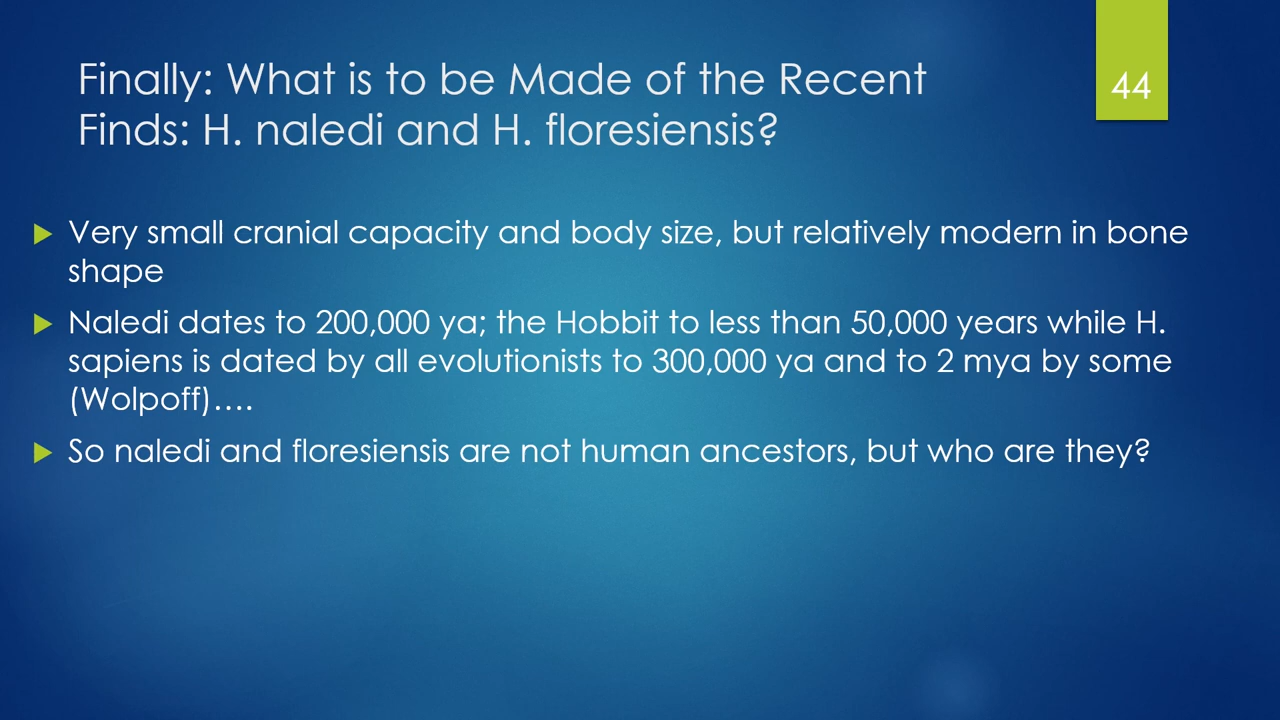 Finally: What is to be Made of the Recent
Finds: H. naledi and H. floresiensis?
44
Very small cranial capacity and body size, but relatively modern in bone
shape
Naledi dates to 200,000 ya; the Hobbit to less than 50,000 years while H.
sapiens is dated by all evolutionists to 300,000 ya and to 2 mya by some
(Wolpoff)….
So naledi and floresiensis are not human ancestors, but who are they?